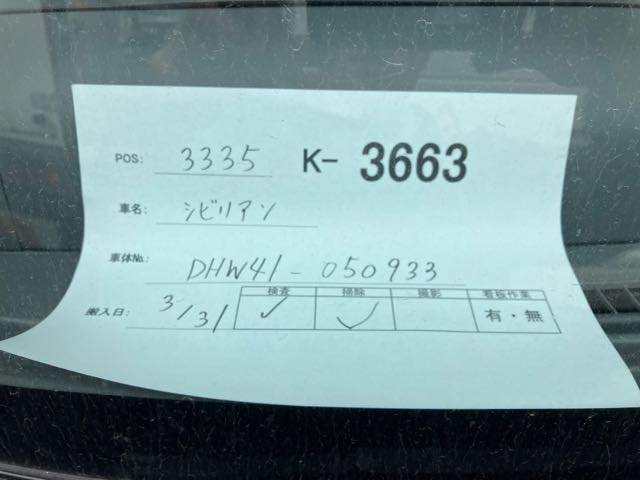 POS: 3335 K- 3663
車名: シビリアン
車体No. DHW41-050933
検査 掃除 撮影 看板作業
搬入日: 3/31 ✓ ✓ 有・無